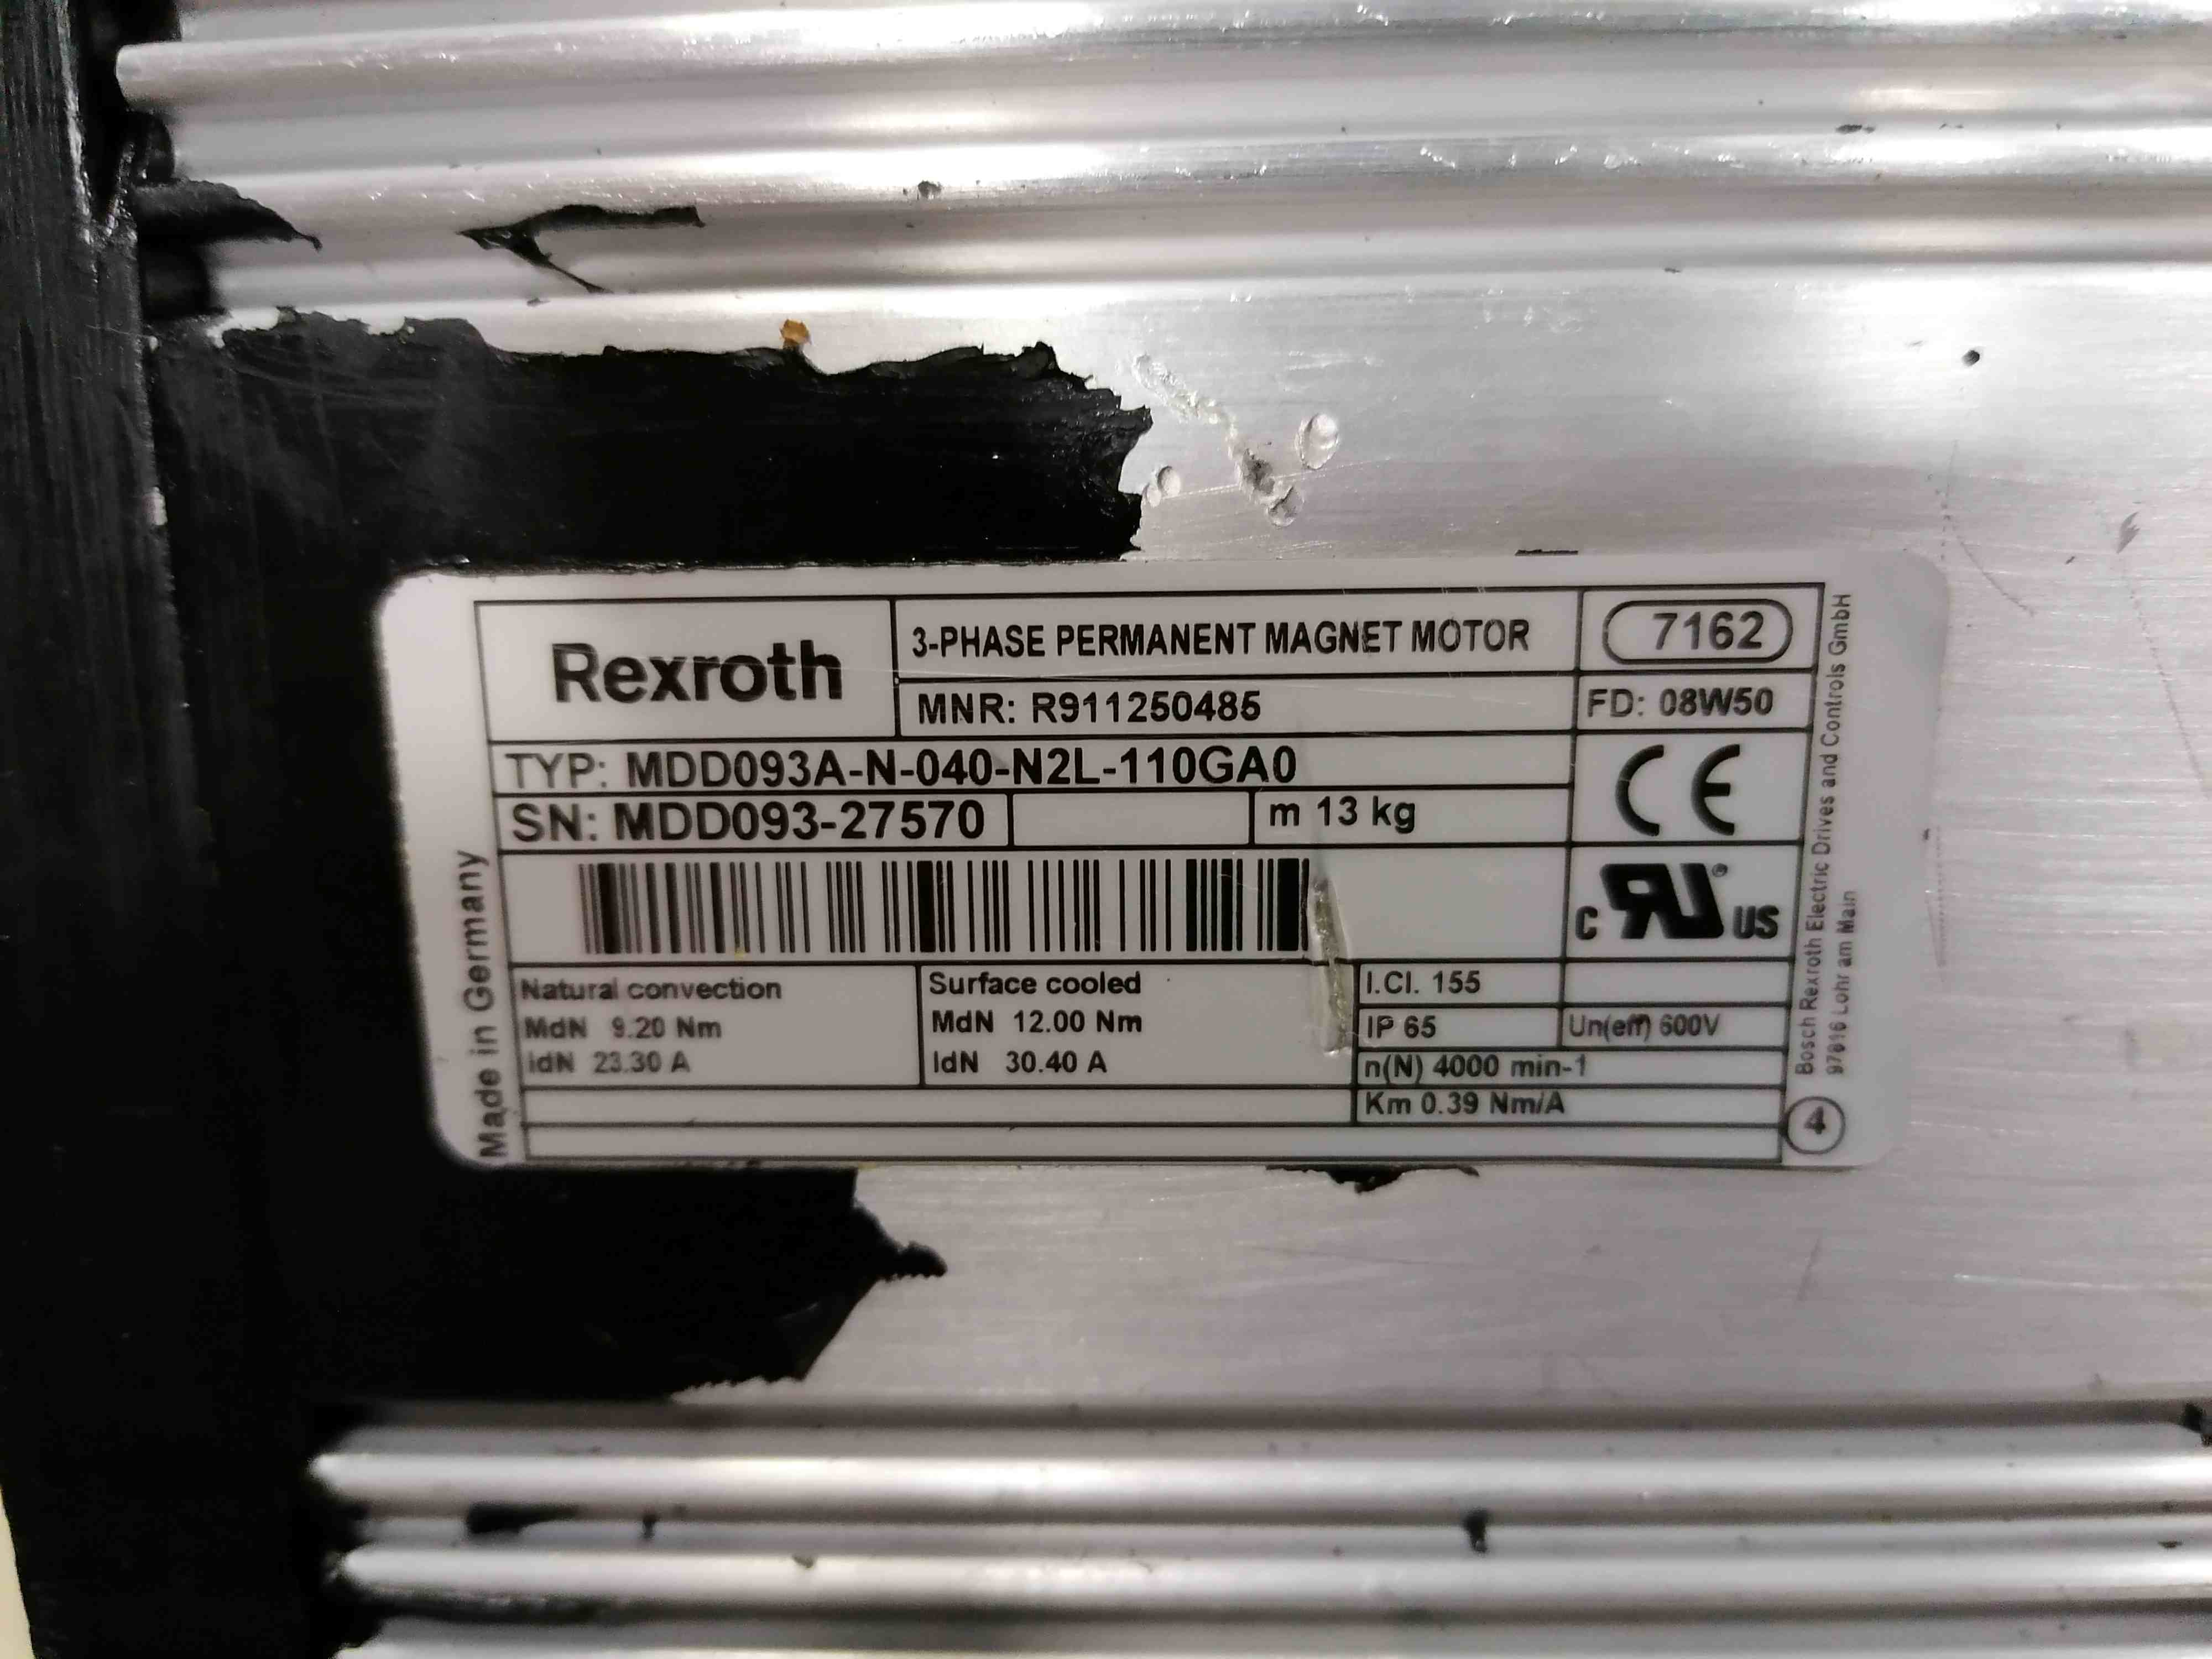 Rexroth
3-PHASE PERMANENT MAGNET MOTOR
7162
MNR: R911250485
FD: 08W50
TYP: MDD093A-N-040-N2L-110GA0
SN: MDD093-27570
m 13 kg
CE
C RU® US
Natural convection
MdN 9.20 Nm
IdN 23.30 A
Surface cooled
MdN 12.00 Nm
IdN 30.40 A
I.Cl. 155
IP 65
Un(eff) 600V
n(N) 4000 min-1
Km 0.39 Nm/A
4
Made in Germany
Bosch Rexroth Electric Drives and Controls GmbH
97816 Lohr am Main